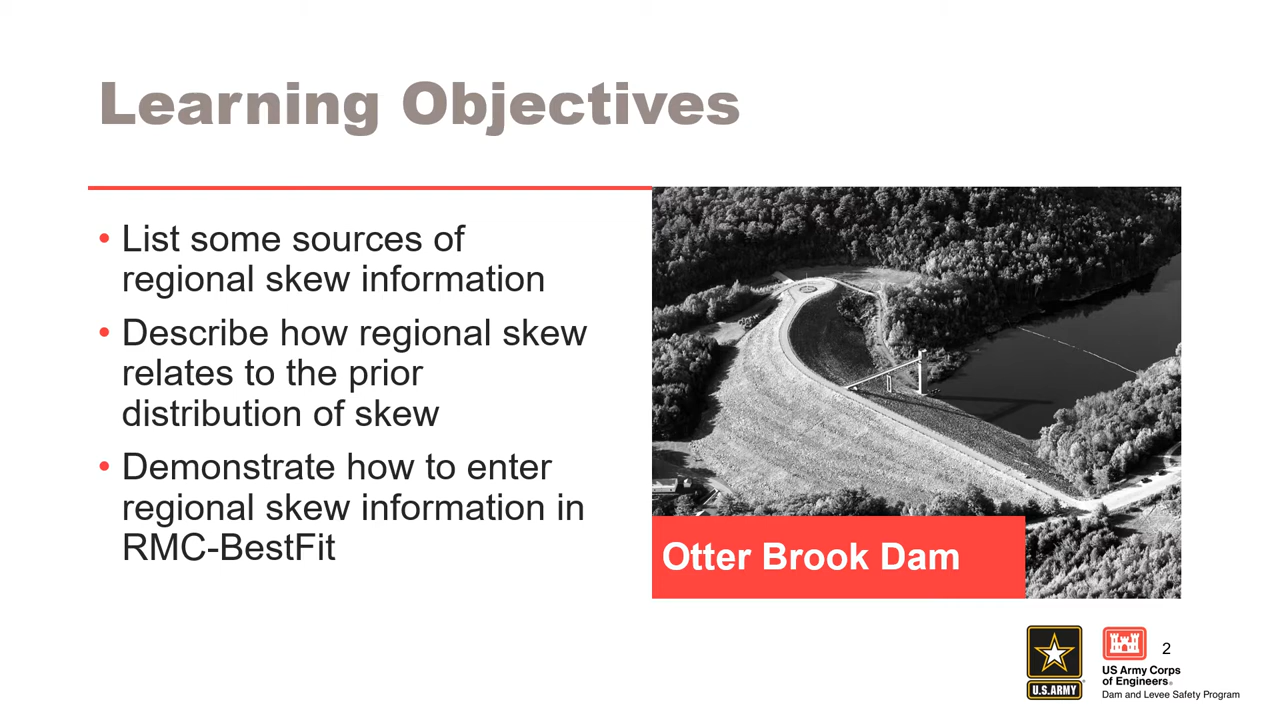 Learning Objectives
• List some sources of
regional skew information
• Describe how regional skew
relates to the prior
distribution of skew
• Demonstrate how to enter
regional skew information in
RMC-BestFit
Otter Brook Dam
2
U.S.ARMY
US Army Corps
of Engineers®
Dam and Levee Safety Program